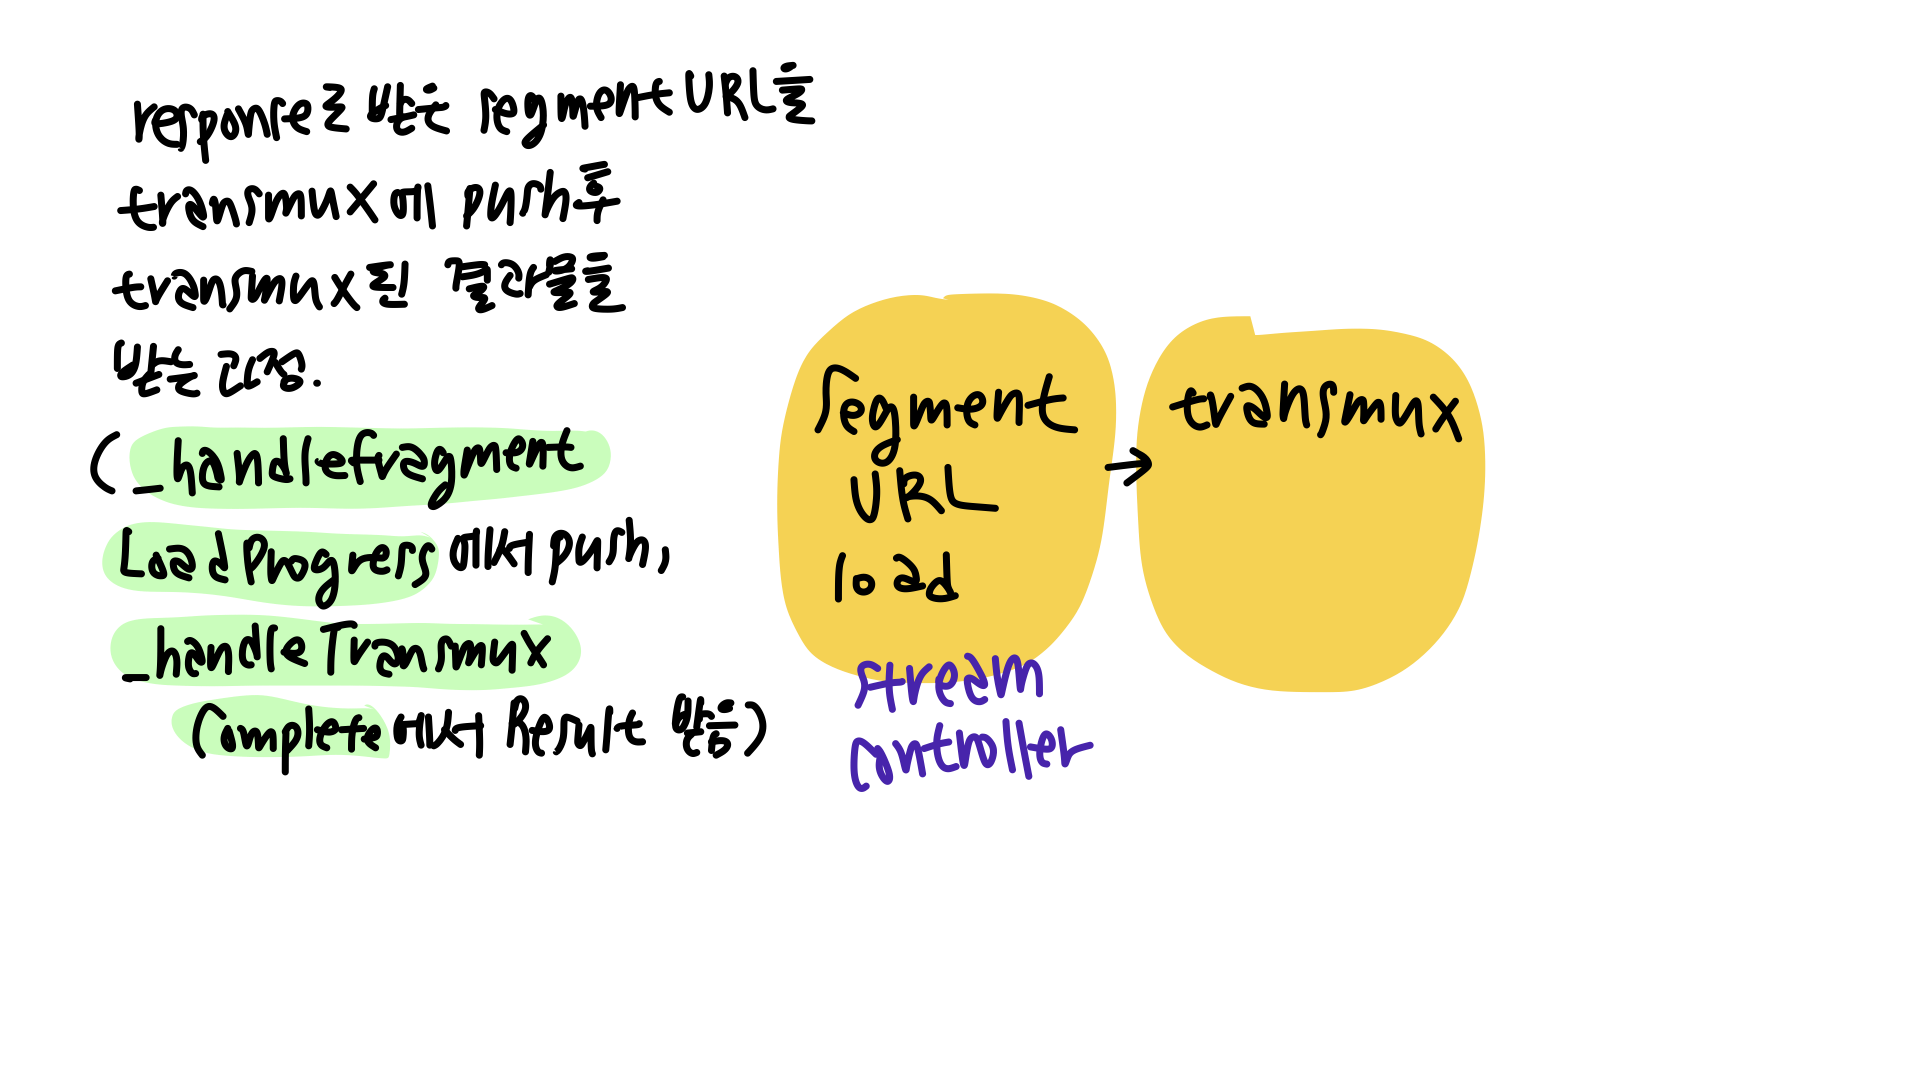 response로 받은 segment URL을
transmux에 push후
transmux된 결과물을
받는 과정.
(_handlefragment
LoadProgress에서 push,
_handleTransmux
Complete에서 Result 받음)
segment
URL
load
stream
controller
transmux